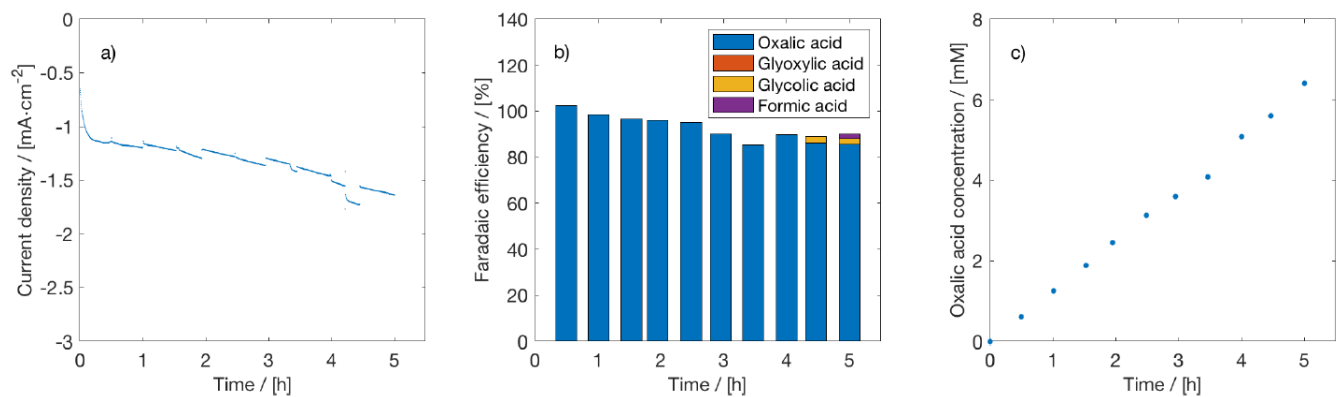 a)
Current density / [mA·cm⁻²]
0
-0.5
-1
-1.5
-2
-2.5
-3
0 1 2 3 4 5
Time / [h]
b)
Faradaic efficiency / [%]
140
120
100
80
60
40
20
0
Oxalic acid
Glyoxylic acid
Glycolic acid
Formic acid
0 1 2 3 4 5
Time / [h]
c)
Oxalic acid concentration / [mM]
8
6
4
2
0
0 1 2 3 4 5
Time / [h]